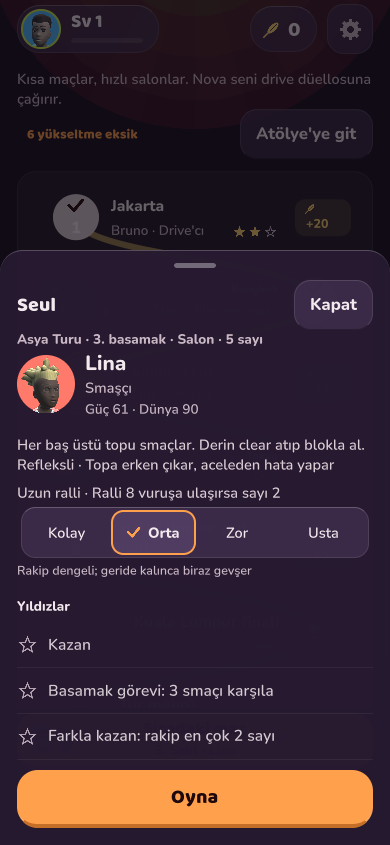 Sv 1
0
Kısa maçlar, hızlı salonlar. Nova seni drive düellosuna
çağırır.
6 yükseltme eksik
Atölye'ye git
1
Jakarta
Bruno · Drive'cı
+20
Seul
Kapat
Asya Turu · 3. basamak · Salon · 5 sayı
Lina
Smaşçı
Güç 61 · Dünya 90
Her baş üstü topu smaçlar. Derin clear atıp blokla al.
Refleksli · Topa erken çıkar, aceleden hata yapar
Uzun ralli · Ralli 8 vuruşa ulaşırsa sayı 2
Kolay
Orta
Zor
Usta
Rakip dengeli; geride kalınca biraz gevşer
Yıldızlar
Kazan
Basamak görevi: 3 smaçı karşıla
Farkla kazan: rakip en çok 2 sayı
Oyna